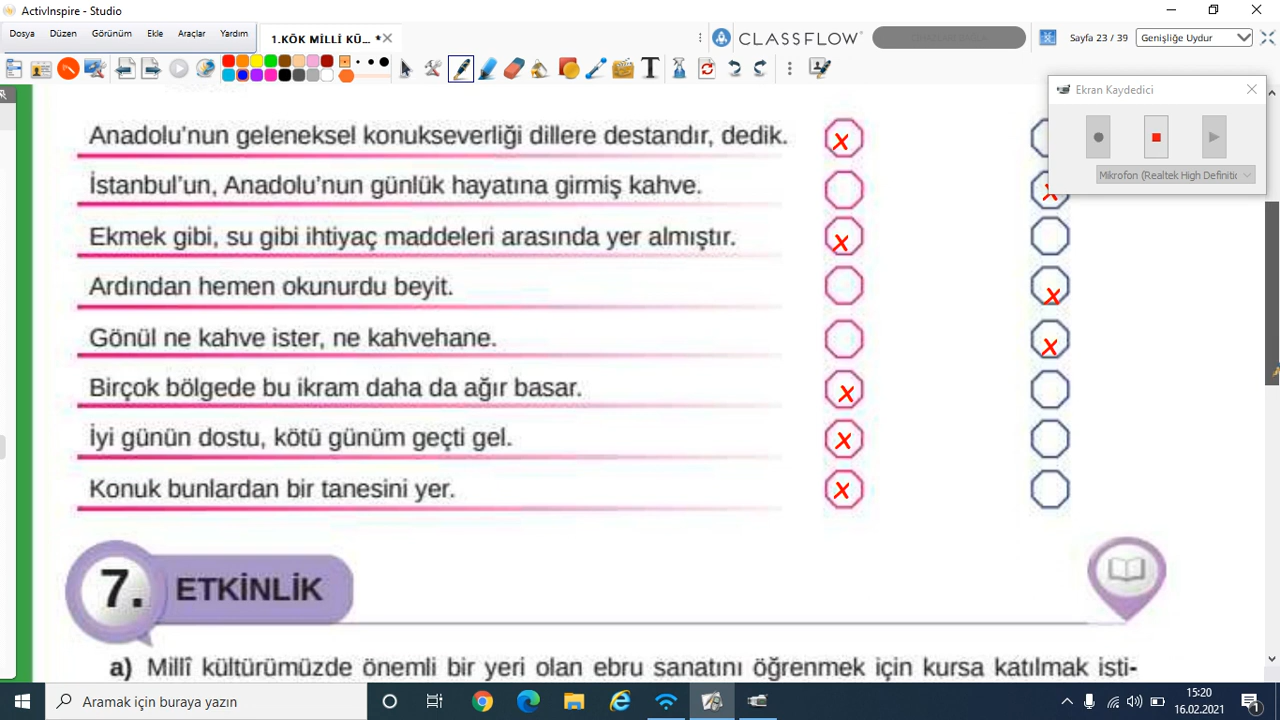 ActivInspire - Studio
Dosya Düzen Görünüm Ekle Araçlar Yardım
1.KÖK MİLLİ KÜ... *
CLASSFLOW
Sayfa 23 / 39
Genişliğe Uydur
Ekran Kaydedici
Mikrofon (Realtek High Definitic
Anadolu'nun geleneksel konukseverliği dillere destandır, dedik. x
İstanbul'un, Anadolu'nun günlük hayatına girmiş kahve. x
Ekmek gibi, su gibi ihtiyaç maddeleri arasında yer almıştır. x
Ardından hemen okunurdu beyit. x
Gönül ne kahve ister, ne kahvehane. x
Birçok bölgede bu ikram daha da ağır basar. x
İyi günün dostu, kötü günüm geçti gel. x
Konuk bunlardan bir tanesini yer. x
7. ETKİNLİK
a) Millî kültürümüzde önemli bir yeri olan ebru sanatını öğrenmek için kursa katılmak isti-
Aramak için buraya yazın
15:20
16.02.2021
1